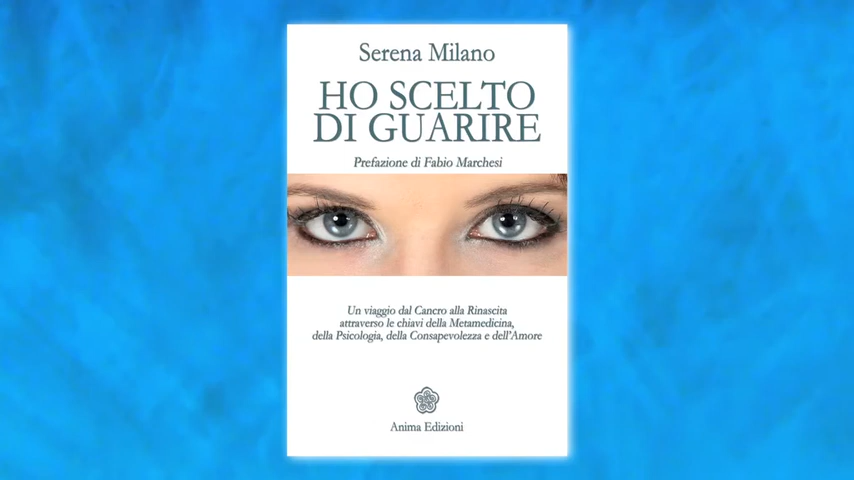 Serena Milano
HO SCELTO
DI GUARIRE
Prefazione di Fabio Marchesi
Un viaggio dal Cancro alla Rinascita
attraverso le chiavi della Metamedicina,
della Psicologia, della Consapevolezza e dell'Amore
Anima Edizioni